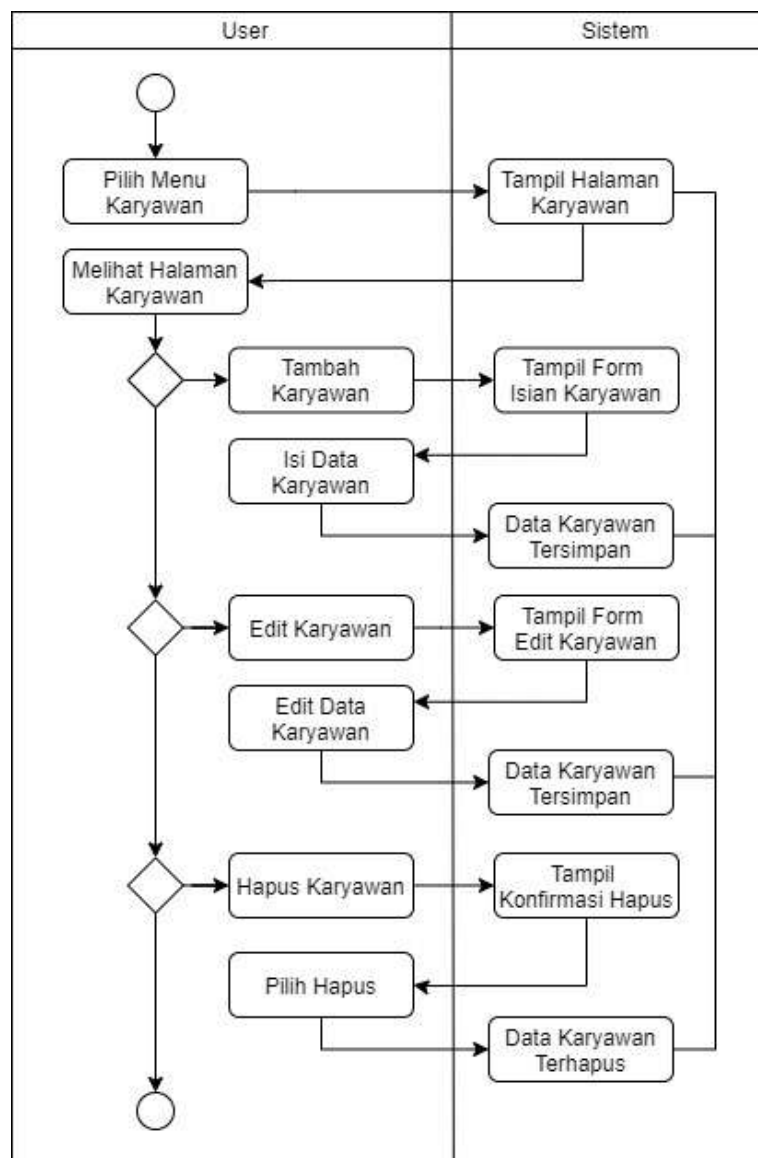 User
Sistem
Pilih Menu
Karyawan
Tampil Halaman
Karyawan
Melihat Halaman
Karyawan
Tambah
Karyawan
Tampil Form
Isian Karyawan
Isi Data
Karyawan
Data Karyawan
Tersimpan
Edit Karyawan
Tampil Form
Edit Karyawan
Edit Data
Karyawan
Data Karyawan
Tersimpan
Hapus Karyawan
Tampil
Konfirmasi Hapus
Pilih Hapus
Data Karyawan
Terhapus